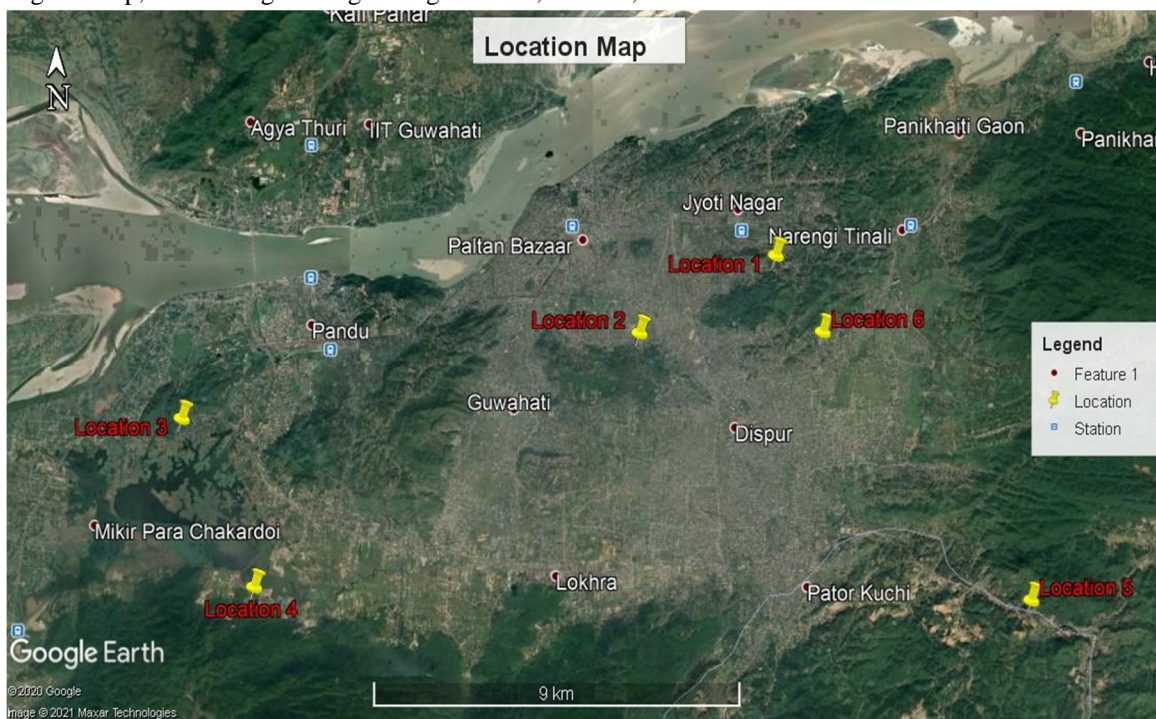 Kali Pahar
Location Map
N
Agya Thuri
IIT Guwahati
Panikhaiti Gaon
Jyoti Nagar
Paltan Bazaar
Narengi Tinali
Location 1
Pandu
Location 2
Location 6
Legend
Feature 1
Location
Station
Guwahati
Location 3
Dispur
Mikir Para Chakardoi
Lokhra
Pator Kuchi
Location 5
Location 4
Google Earth
©2020 Google
Image © 2021 Maxar Technologies
9 km